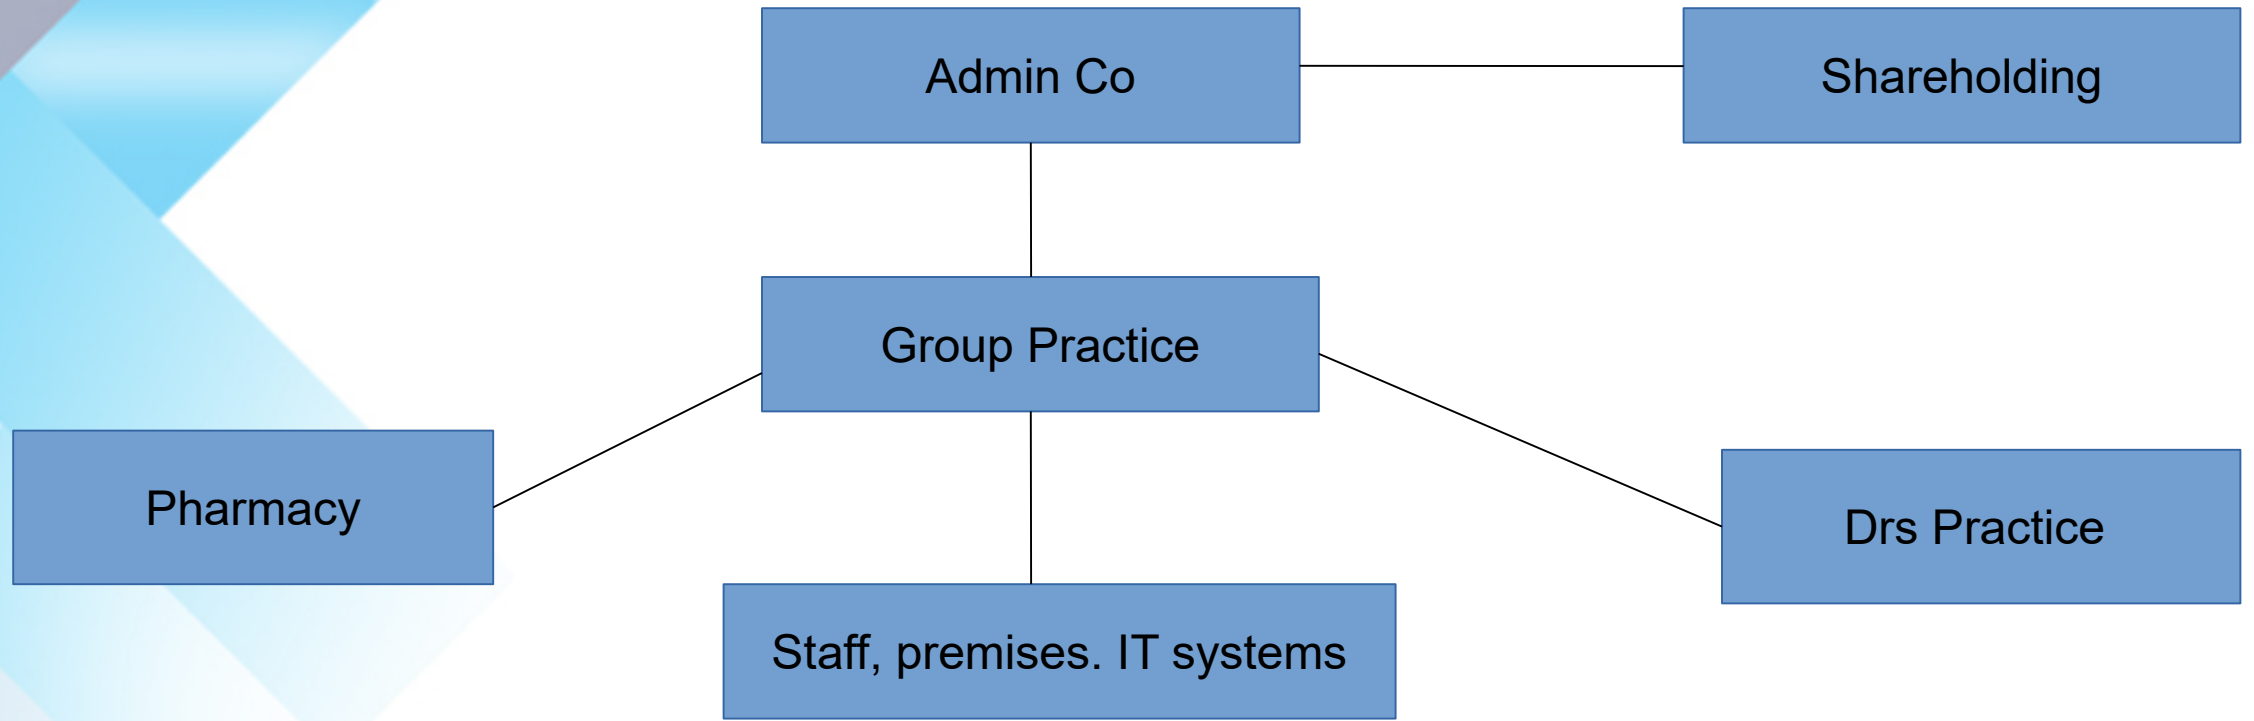 Admin Co
Shareholding
Group Practice
Pharmacy
Drs Practice
Staff, premises. IT systems